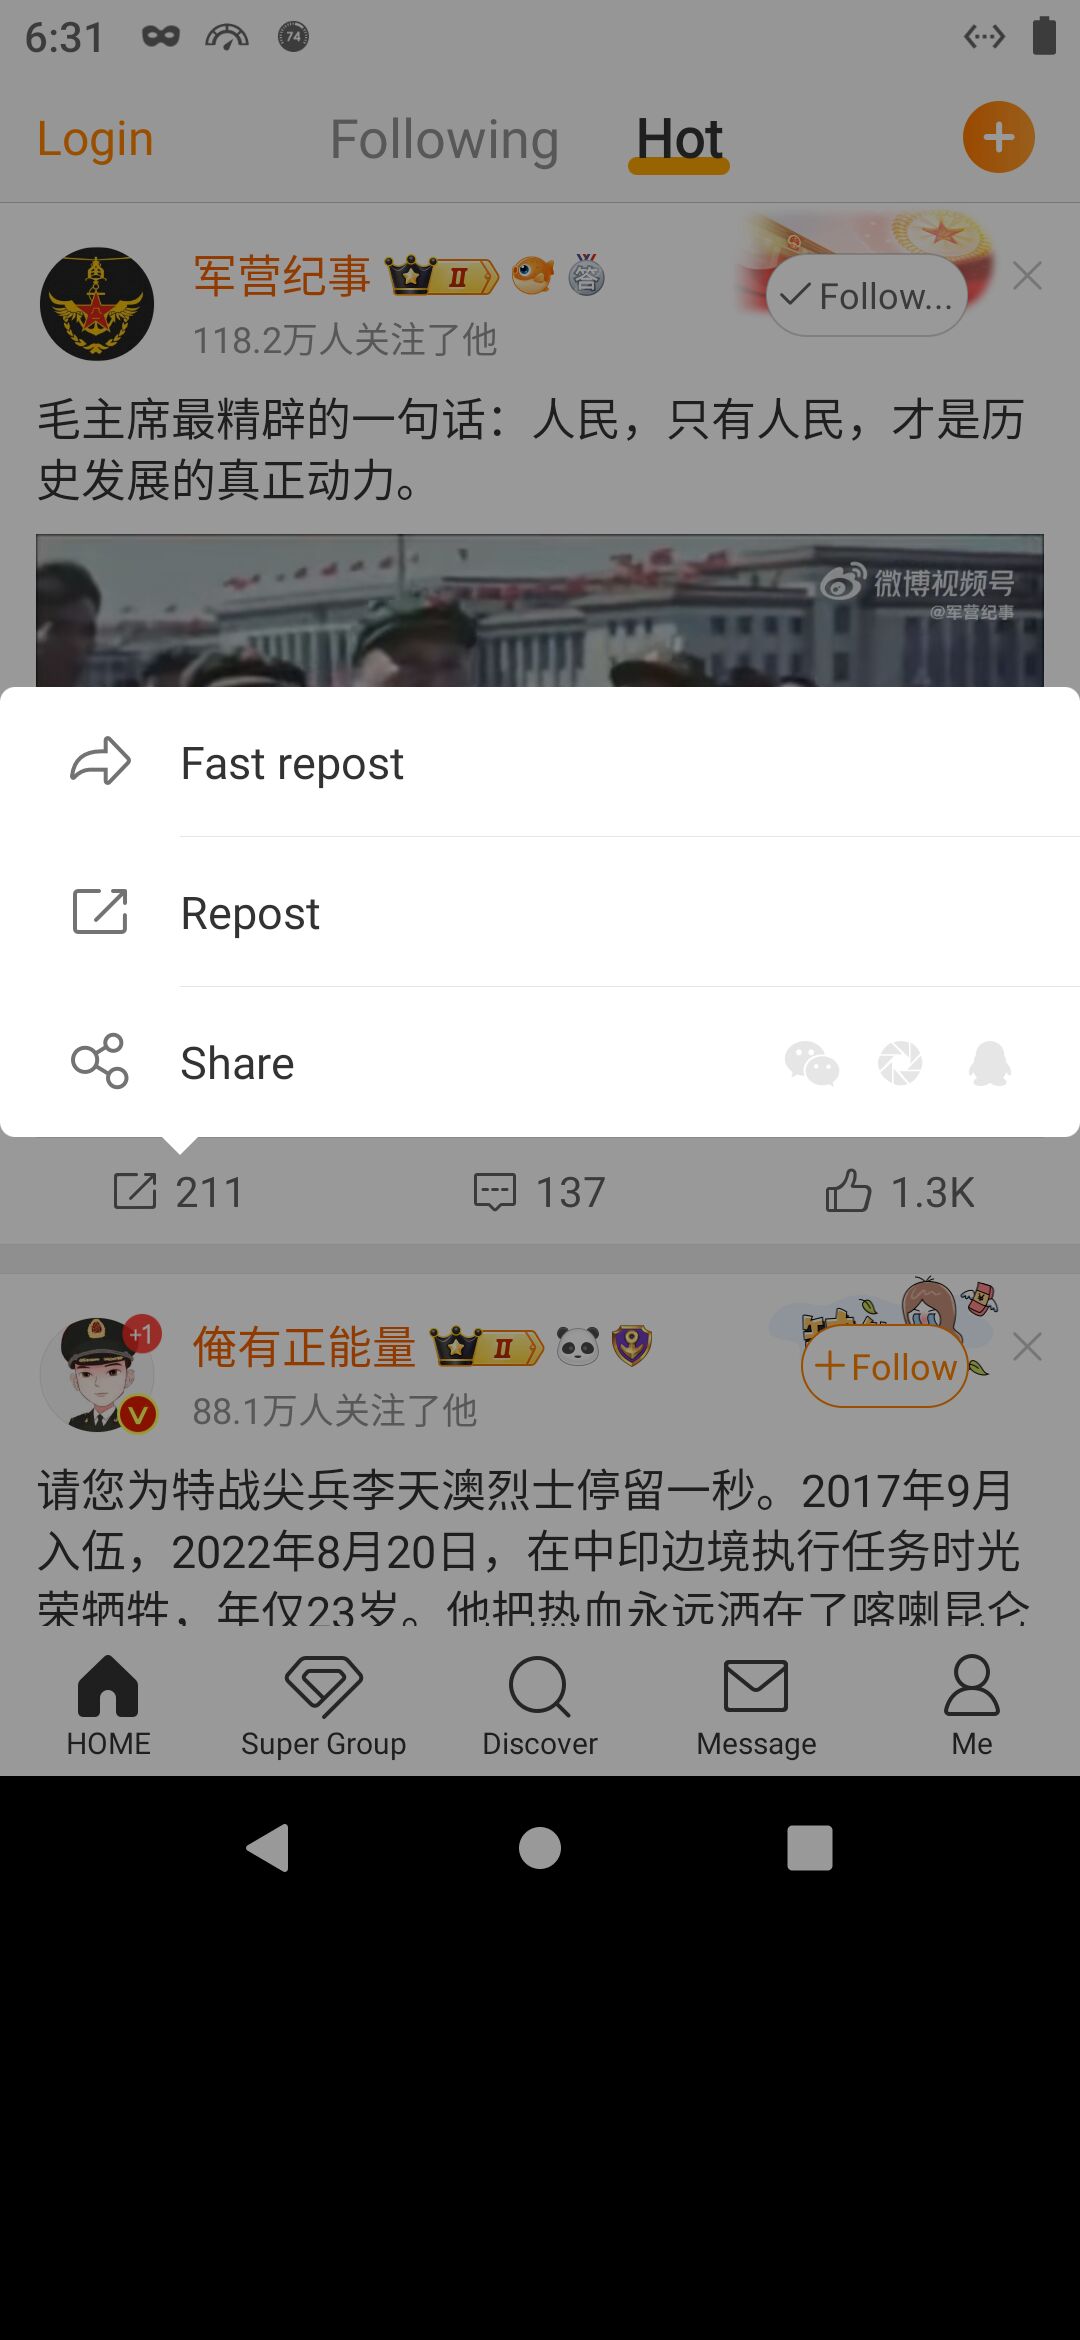 6:31
74
Login
Following
Hot
军营纪事
II
答
Follow...
118.2万人关注了他
毛主席最精辟的一句话：人民，只有人民，才是历
史发展的真正动力。
微博视频号
@军营纪事
Fast repost
Repost
Share
211
137
1.3K
+1
V
俺有正能量
II
+Follow
88.1万人关注了他
请您为特战尖兵李天澳烈士停留一秒。2017年9月
入伍，2022年8月20日，在中印边境执行任务时光
荣牺牲，年仅23岁。他把热血永远洒在了喀喇昆仑
HOME
Super Group
Discover
Message
Me